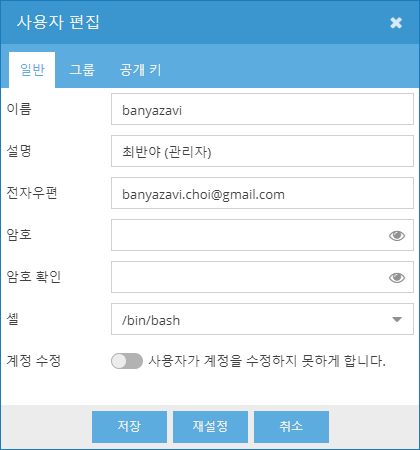 사용자 편집
일반 그룹 공개 키
이름 banyazavi
설명 최반야 (관리자)
전자우편 banyazavi.choi@gmail.com
암호
암호 확인
셸 /bin/bash
계정 수정 사용자가 계정을 수정하지 못하게 합니다.
저장 재설정 취소